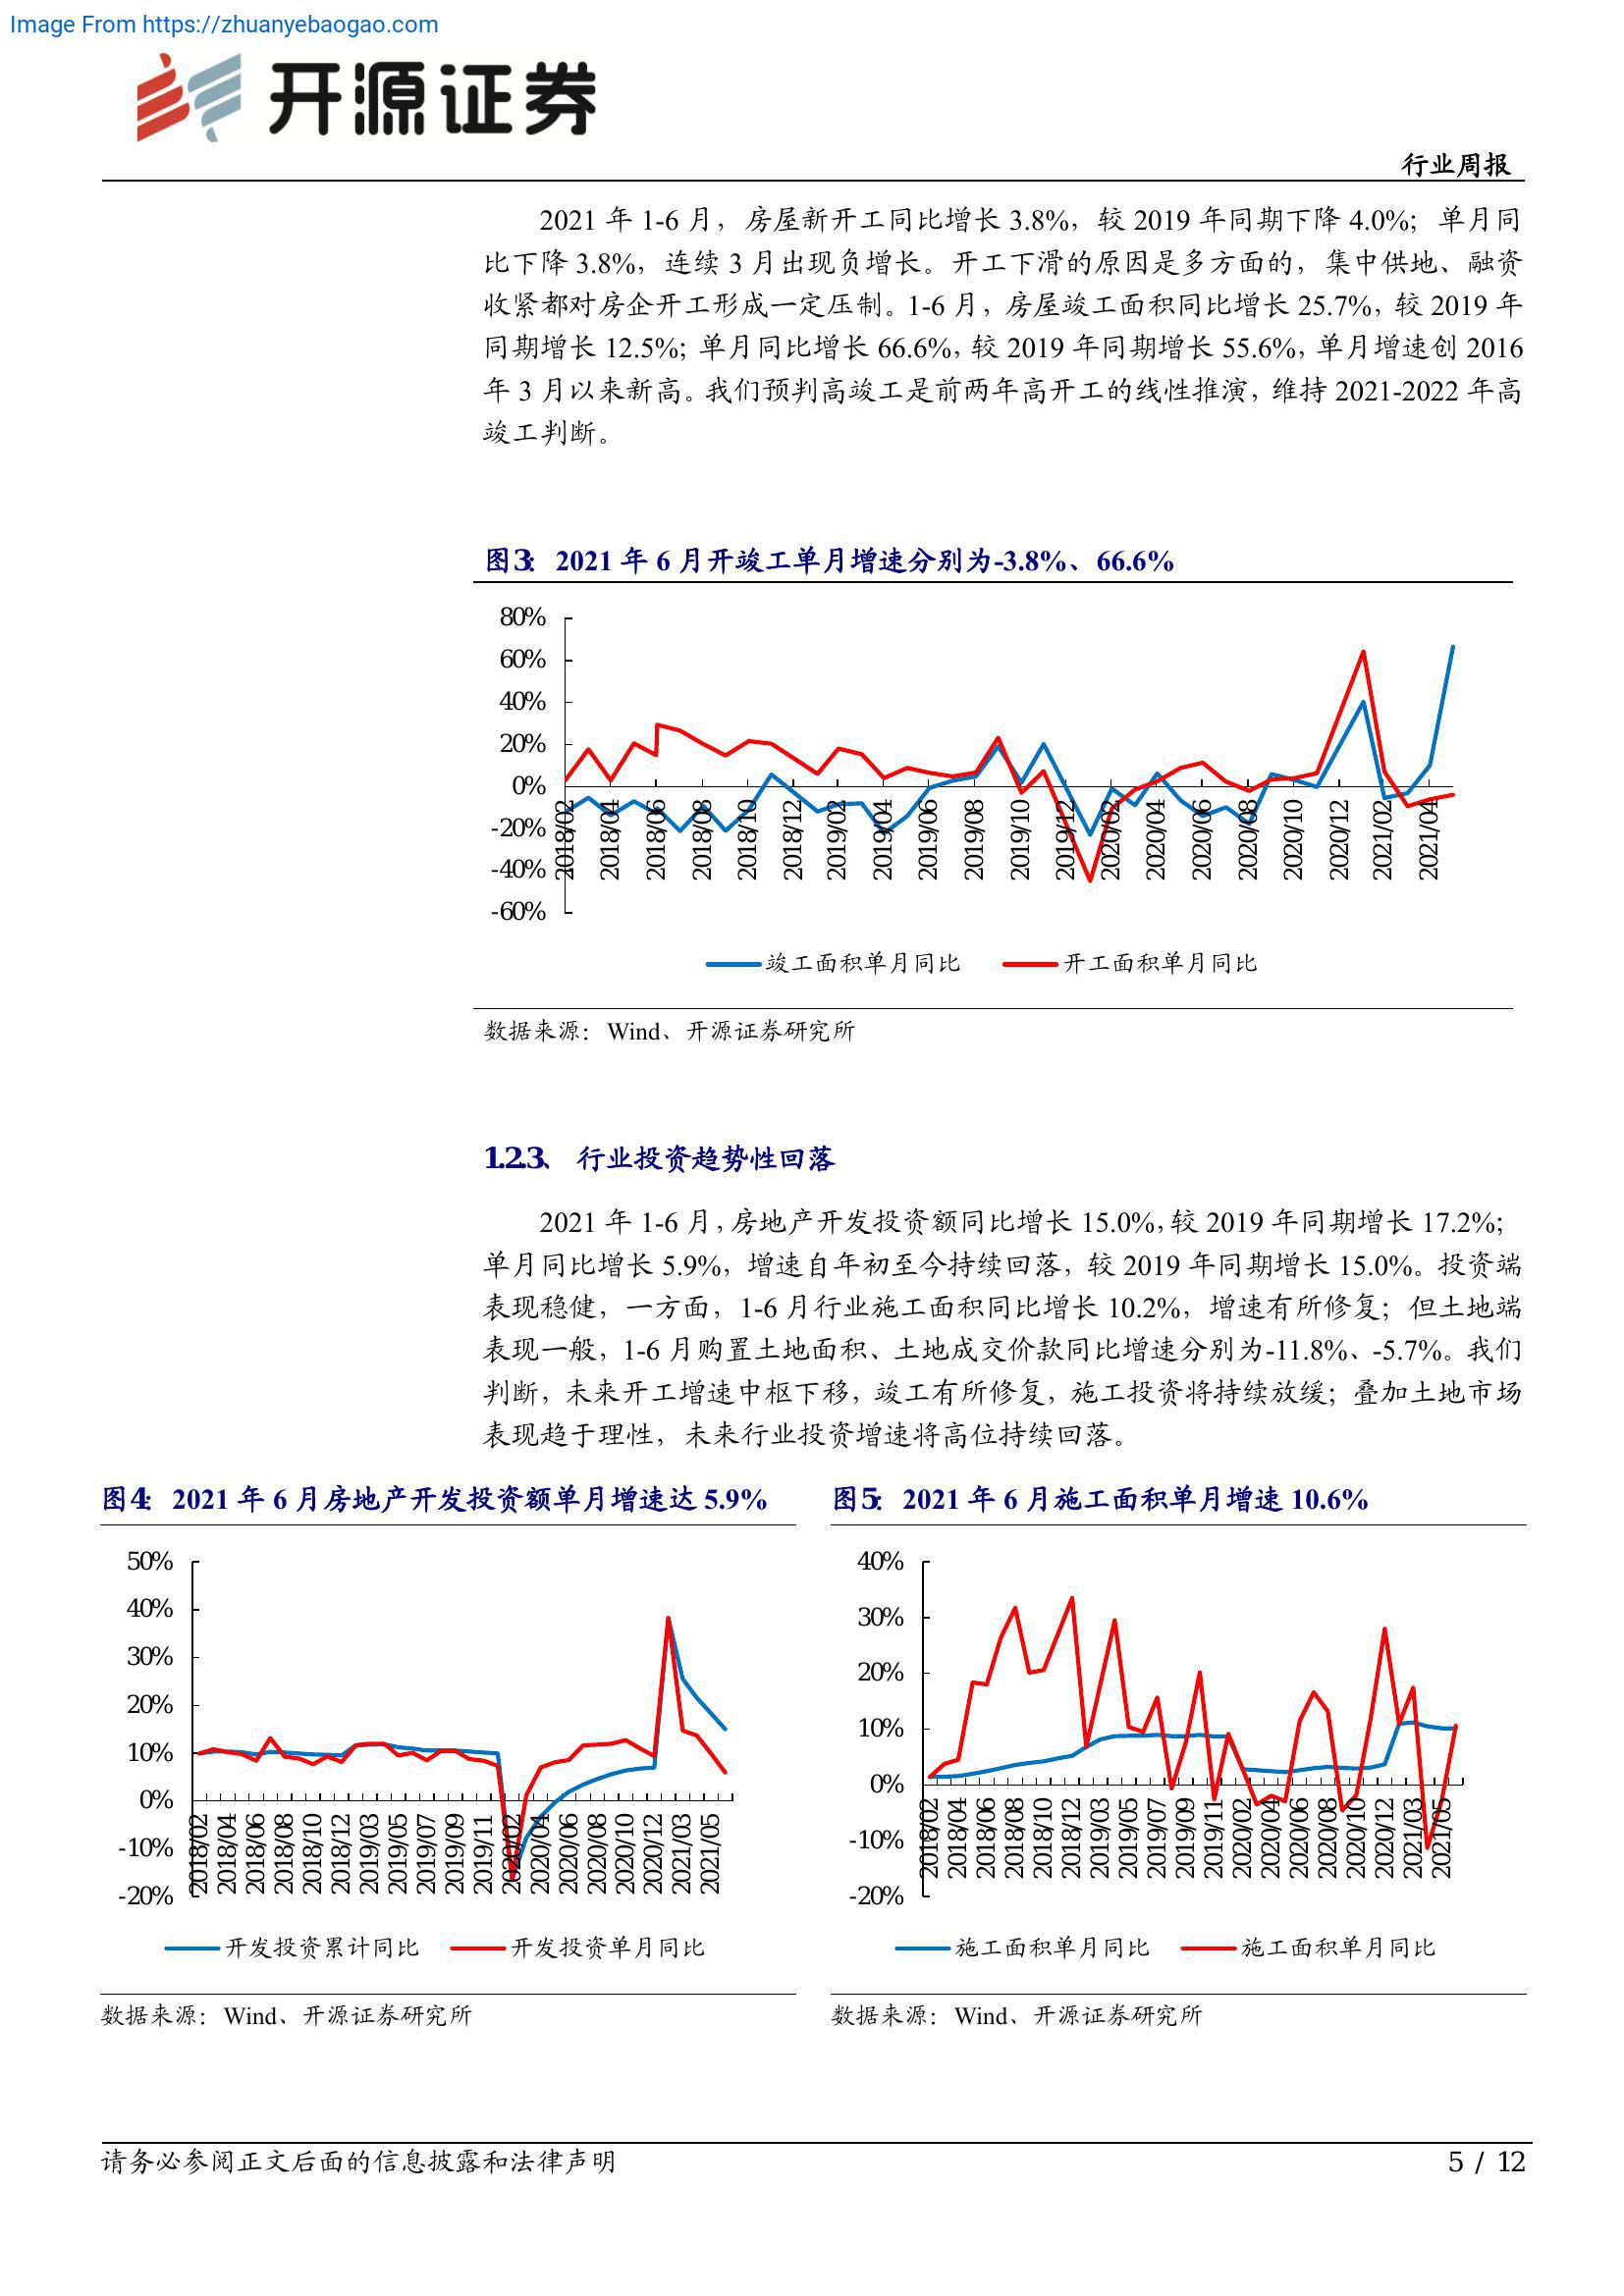 Image From https://zhuanyebaogao.com
开源证券
行业周报
2021 年 1-6 月，房屋新开工同比增长 3.8%，较 2019 年同期下降 4.0%；单月同
比下降 3.8%，连续 3 月出现负增长。开工下滑的原因是多方面的，集中供地、融资
收紧都对房企开工形成一定压制。1-6 月，房屋竣工面积同比增长 25.7%，较 2019 年
同期增长 12.5%；单月同比增长 66.6%，较 2019 年同期增长 55.6%，单月增速创 2016
年 3 月以来新高。我们预判高竣工是前两年高开工的线性推演，维持 2021-2022 年高
竣工判断。
图3： 2021 年 6 月开竣工单月增速分别为-3.8%、66.6%
80%
60%
40%
20%
0%
-20%
-40%
-60%
2018/02
2018/04
2018/06
2018/08
2018/10
2018/12
2019/02
2019/04
2019/06
2019/08
2019/10
2019/12
2020/02
2020/04
2020/06
2020/08
2020/10
2020/12
2021/02
2021/04
竣工面积单月同比
开工面积单月同比
数据来源：Wind、开源证券研究所
1.2.3、 行业投资趋势性回落
2021 年 1-6 月，房地产开发投资额同比增长 15.0%，较 2019 年同期增长 17.2%；
单月同比增长 5.9%，增速自年初至今持续回落，较 2019 年同期增长 15.0%。投资端
表现稳健，一方面，1-6 月行业施工面积同比增长 10.2%，增速有所修复；但土地端
表现一般，1-6 月购置土地面积、土地成交价款同比增速分别为-11.8%、-5.7%。我们
判断，未来开工增速中枢下移，竣工有所修复，施工投资将持续放缓；叠加土地市场
表现趋于理性，未来行业投资增速将高位持续回落。
图4： 2021 年 6 月房地产开发投资额单月增速达 5.9%
50%
40%
30%
20%
10%
0%
-10%
-20%
2018/02
2018/04
2018/06
2018/08
2018/10
2018/12
2019/03
2019/05
2019/07
2019/09
2019/11
2020/02
2020/04
2020/06
2020/08
2020/10
2020/12
2021/03
2021/05
开发投资累计同比
开发投资单月同比
数据来源：Wind、开源证券研究所
图5： 2021 年 6 月施工面积单月增速 10.6%
40%
30%
20%
10%
0%
-10%
-20%
2018/02
2018/04
2018/06
2018/08
2018/10
2018/12
2019/03
2019/05
2019/07
2019/09
2019/11
2020/02
2020/04
2020/06
2020/08
2020/10
2020/12
2021/03
2021/05
施工面积单月同比
施工面积单月同比
数据来源：Wind、开源证券研究所
请务必参阅正文后面的信息披露和法律声明
5 / 12